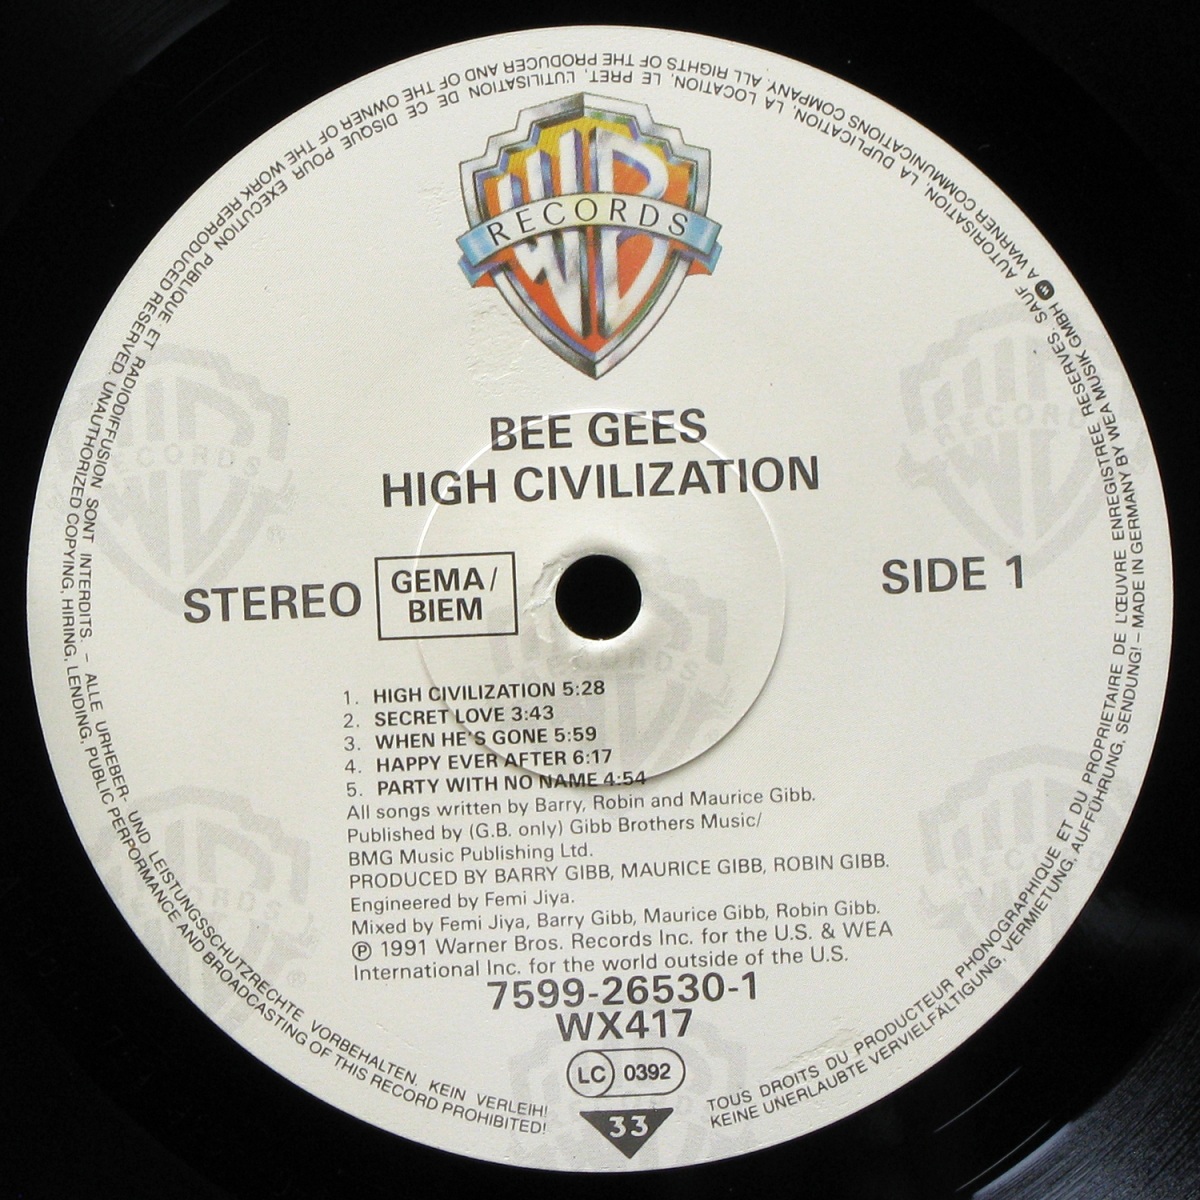 WB
RECORDS
BEE GEES
HIGH CIVILIZATION
STEREO
GEMA/
BIEM
SIDE 1
1. HIGH CIVILIZATION 5:28
2. SECRET LOVE 3:43
3. WHEN HE'S GONE 5:59
4. HAPPY EVER AFTER 6:17
5. PARTY WITH NO NAME 4:54
All songs written by Barry, Robin and Maurice Gibb.
Published by (G.B. only) Gibb Brothers Music/
BMG Music Publishing Ltd.
PRODUCED BY BARRY GIBB, MAURICE GIBB, ROBIN GIBB.
Engineered by Femi Jiya.
Mixed by Femi Jiya, Barry Gibb, Maurice Gibb, Robin Gibb.
℗ 1991 Warner Bros. Records Inc. for the U.S. & WEA
International Inc. for the world outside of the U.S.
7599-26530-1
WX417
LC 0392
33
TOUS DROITS DU PRODUCTEUR PHONOGRAPHIQUE ET DU PROPRIETAIRE DE L'ŒUVRE ENREGISTREE RESERVES. SAUF AUTORISATION, LA DUPLICATION, LA LOCATION, LE PRET, L'UTILISATION DE CE DISQUE POUR EXECUTION PUBLIQUE ET RADIODIFFUSION SONT INTERDITS. – ALLE URHEBER- UND LEISTUNGSSCHUTZRECHTE VORBEHALTEN. KEIN VERLEIH!
KEINE UNERLAUBTE VERVIELFÄLTIGUNG, VERMIETUNG, AUFFÜHRUNG, SENDUNG! – MADE IN GERMANY BY WEA MUSIK GMBH A WARNER COMMUNICATIONS COMPANY. ALL RIGHTS OF THE PRODUCER AND OF THE OWNER OF THE WORK REPRODUCED RESERVED. UNAUTHORIZED COPYING, HIRING, LENDING, PUBLIC PERFORMANCE AND BROADCASTING OF THIS RECORD PROHIBITED!